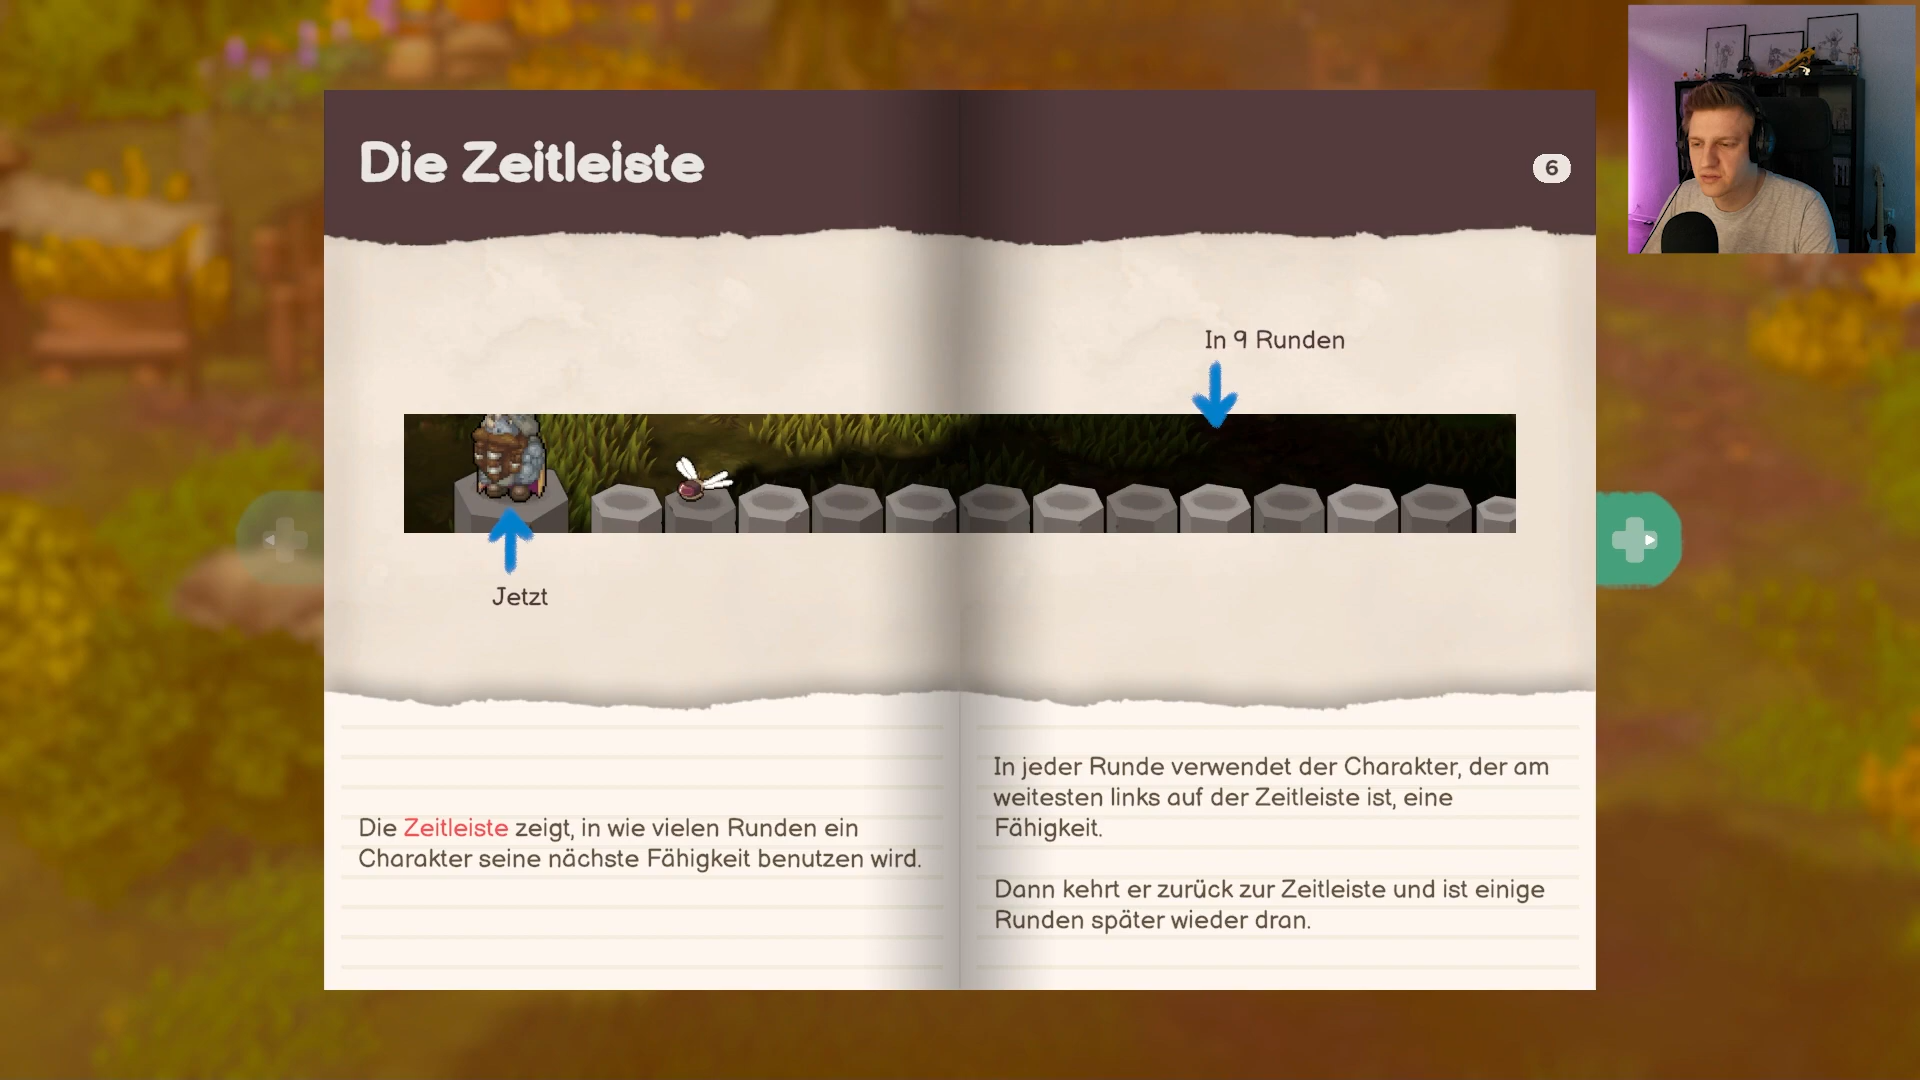 Die Zeitleiste
6
In 9 Runden
Jetzt
Die Zeitleiste zeigt, in wie vielen Runden ein
Charakter seine nächste Fähigkeit benutzen wird.
In jeder Runde verwendet der Charakter, der am
weitesten links auf der Zeitleiste ist, eine
Fähigkeit.
Dann kehrt er zurück zur Zeitleiste und ist einige
Runden später wieder dran.